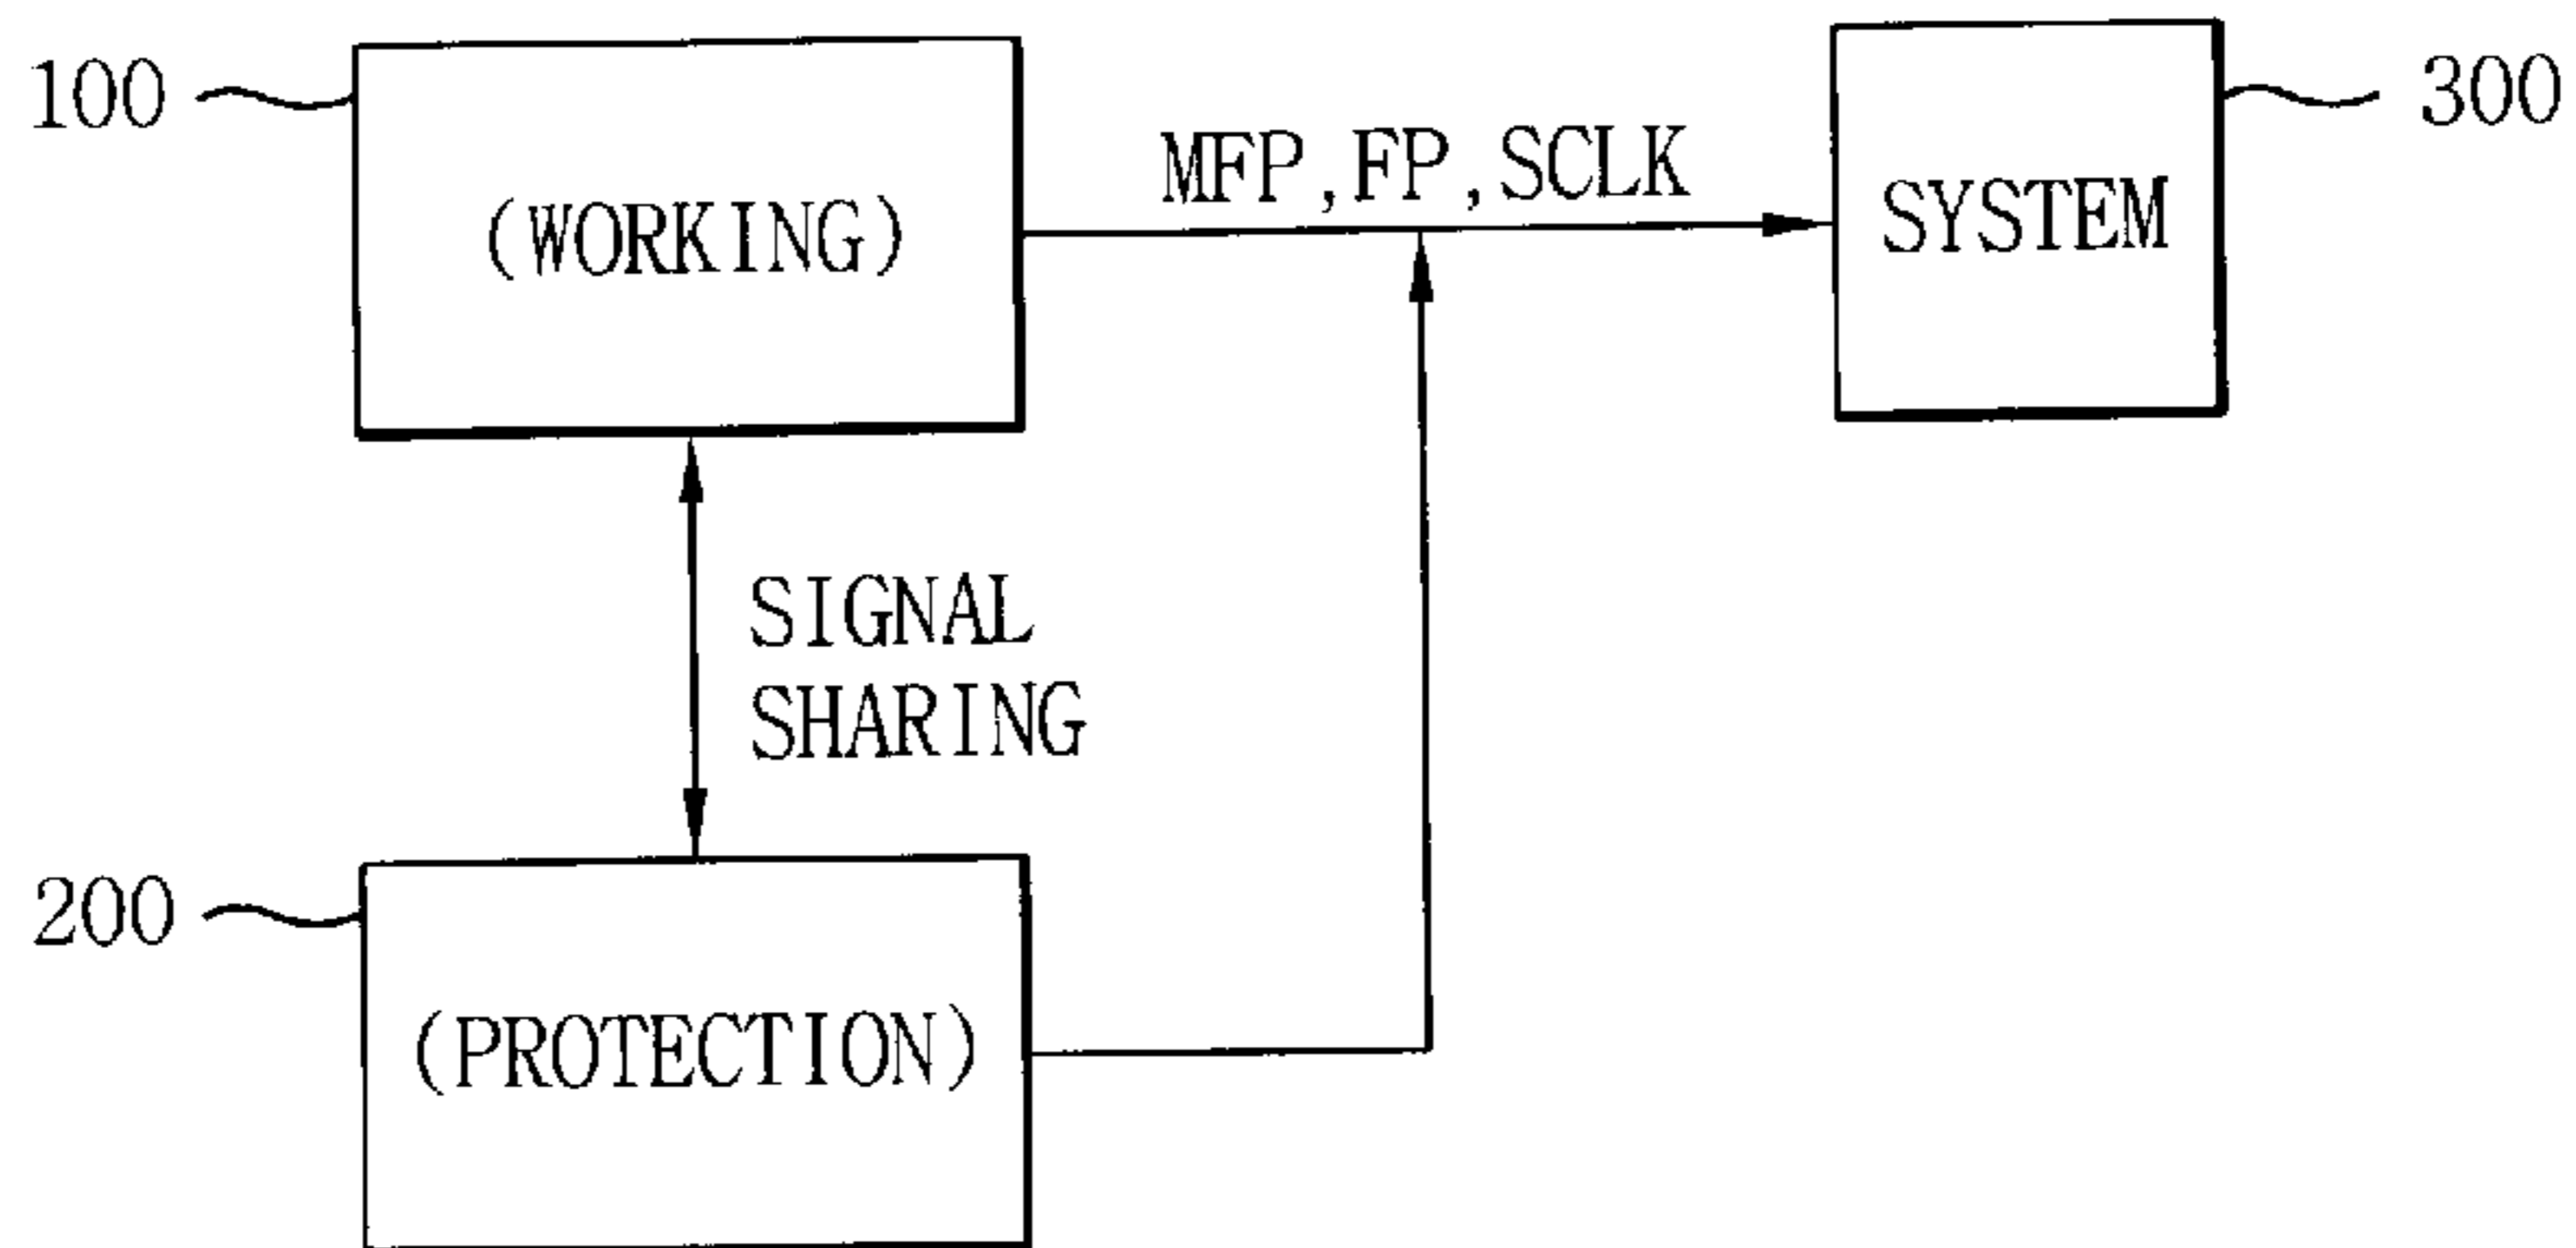 100
(WORKING)
MFP,FP,SCLK
SYSTEM
300
SIGNAL
SHARING
200
(PROTECTION)